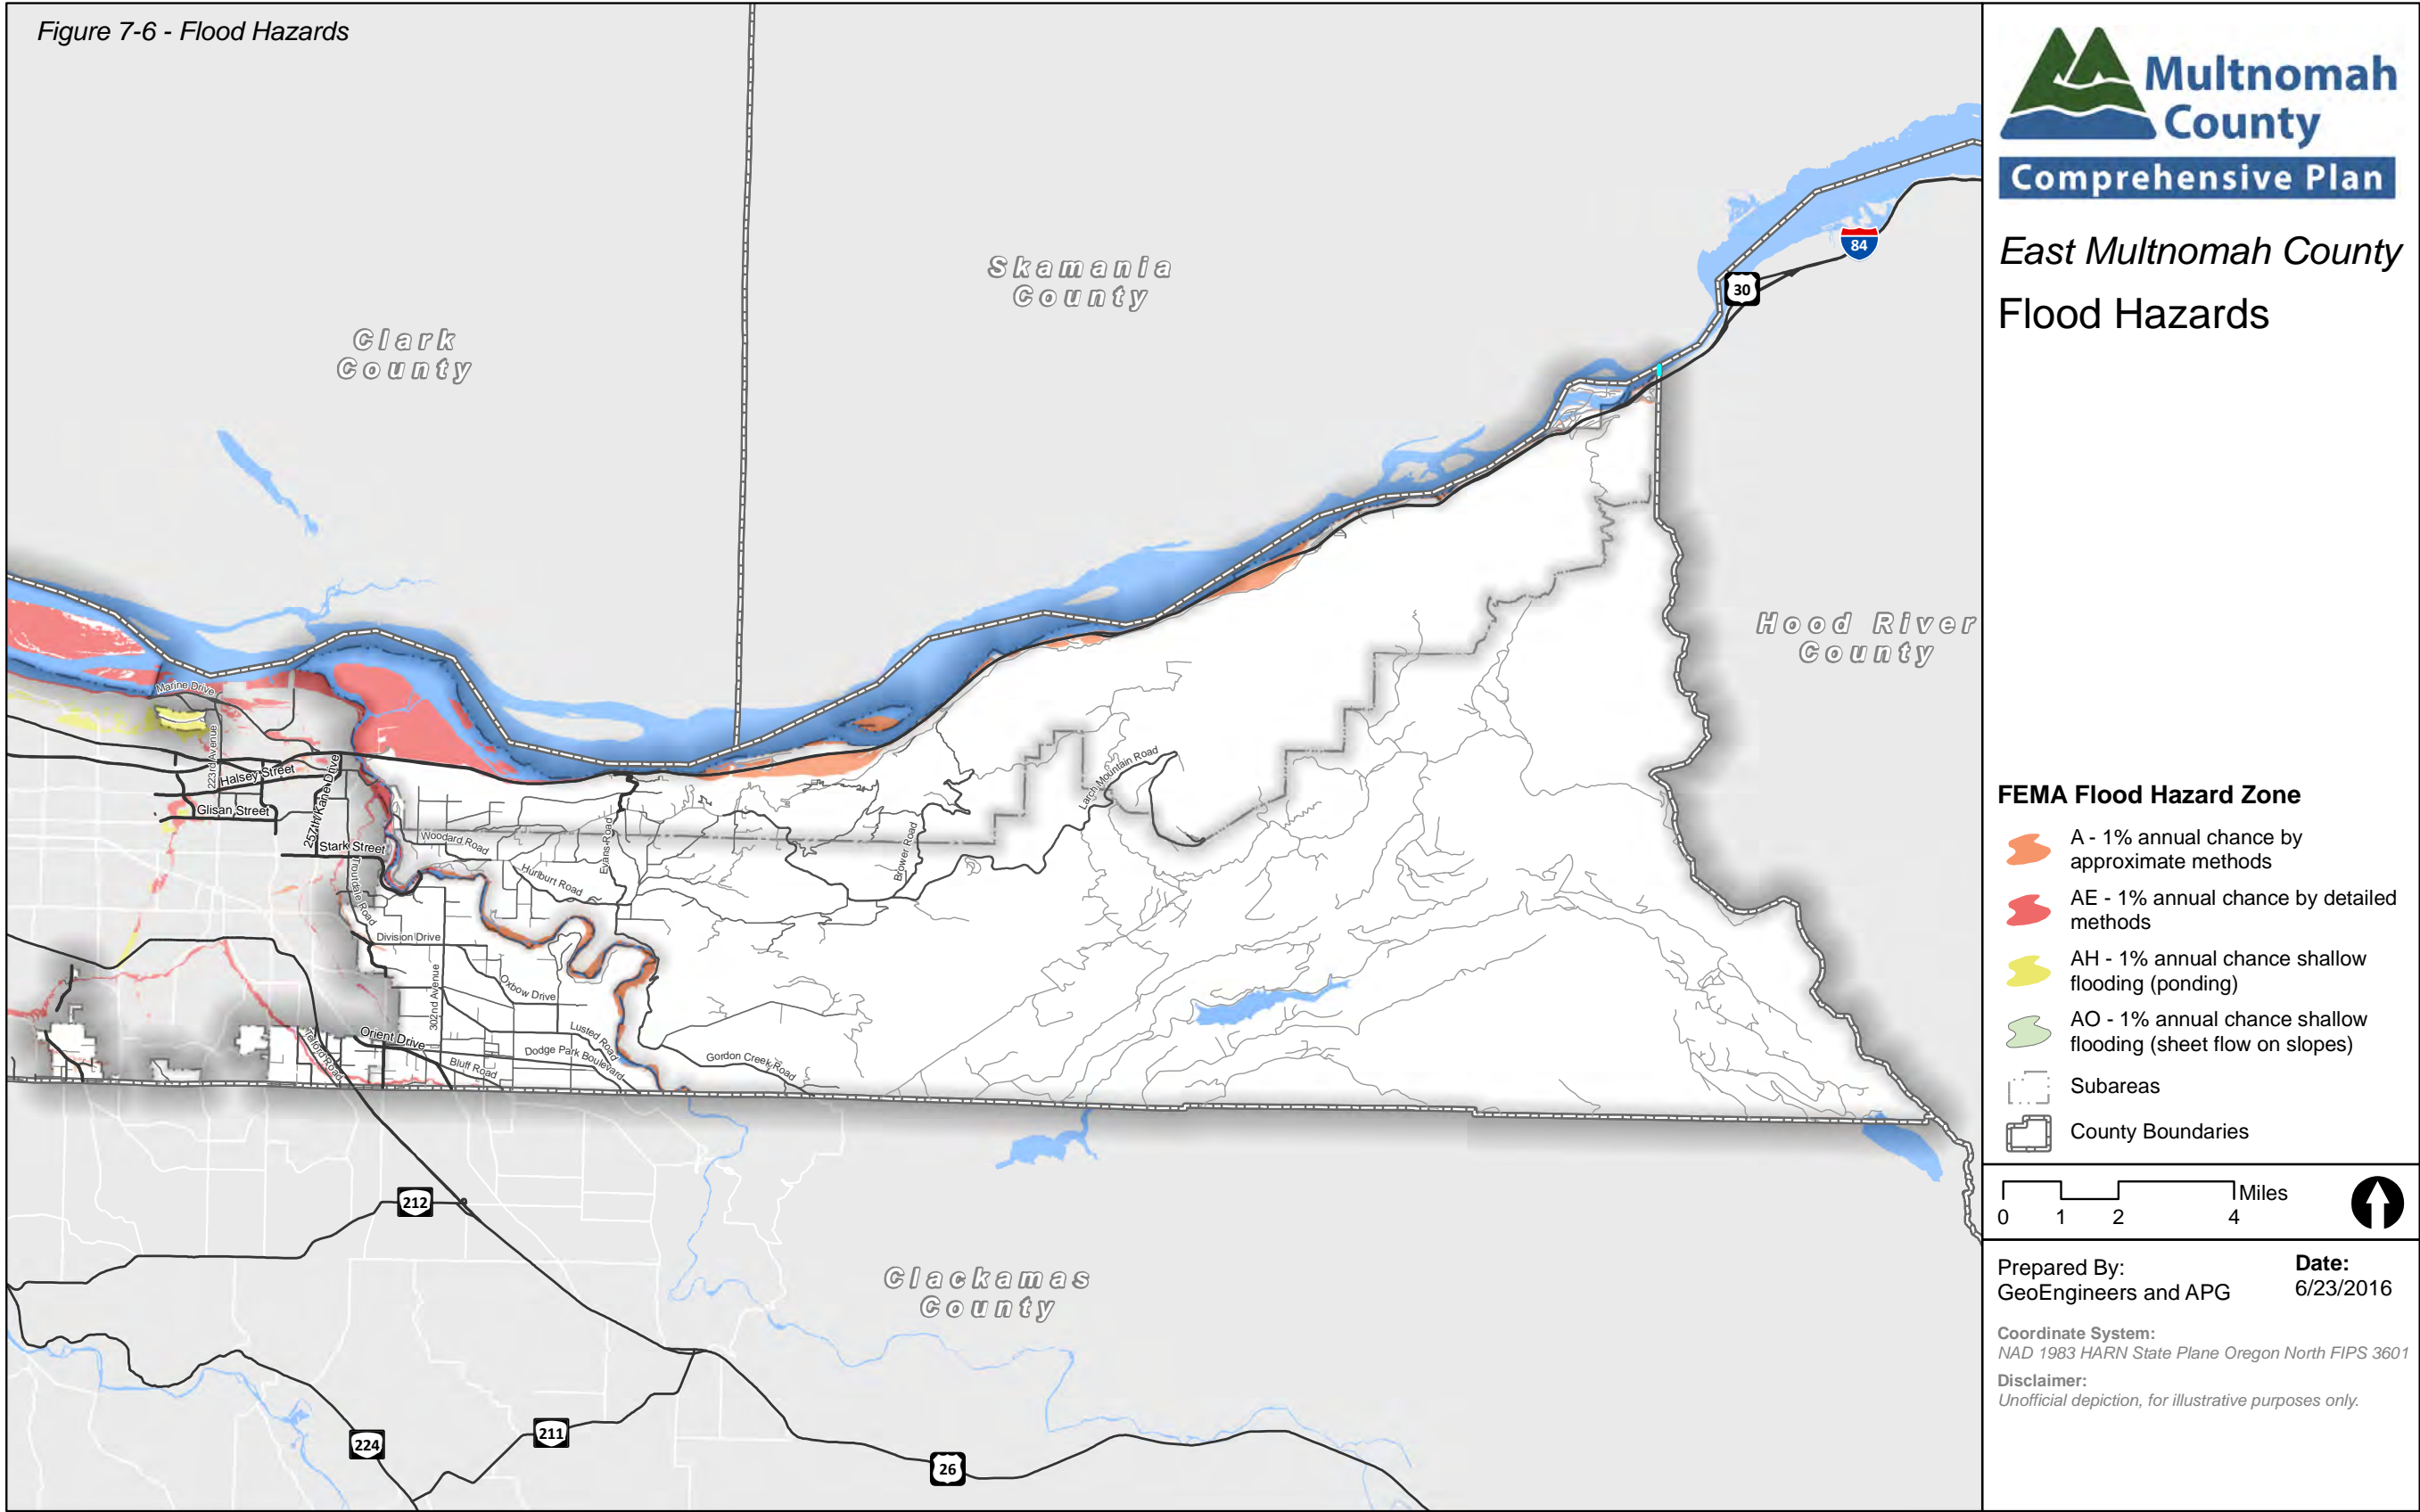 Figure 7-6 - Flood Hazards
Multnomah
County
Comprehensive Plan
East Multnomah County
Flood Hazards
Skamania
County
Clark
County
84
30
Hood River
County
Marine Drive
223rd Avenue
Halsey Street
257th/Kane Drive
Glisan Street
Stark Street
Troutdale Road
Woodard Road
Hurlburt Road
Evans Road
Brower Road
Larch Mountain Road
Division Drive
302nd Avenue
Oxbow Drive
Lusted Road
Orient Drive
Dodge Park Boulevard
Bluff Road
Gordon Creek Road
Telford Road
212
Clackamas
County
224
211
26
FEMA Flood Hazard Zone
A - 1% annual chance by
approximate methods
AE - 1% annual chance by detailed
methods
AH - 1% annual chance shallow
flooding (ponding)
AO - 1% annual chance shallow
flooding (sheet flow on slopes)
Subareas
County Boundaries
Miles
0 1 2 4
Prepared By:
GeoEngineers and APG
Date:
6/23/2016
Coordinate System:
NAD 1983 HARN State Plane Oregon North FIPS 3601
Disclaimer:
Unofficial depiction, for illustrative purposes only.